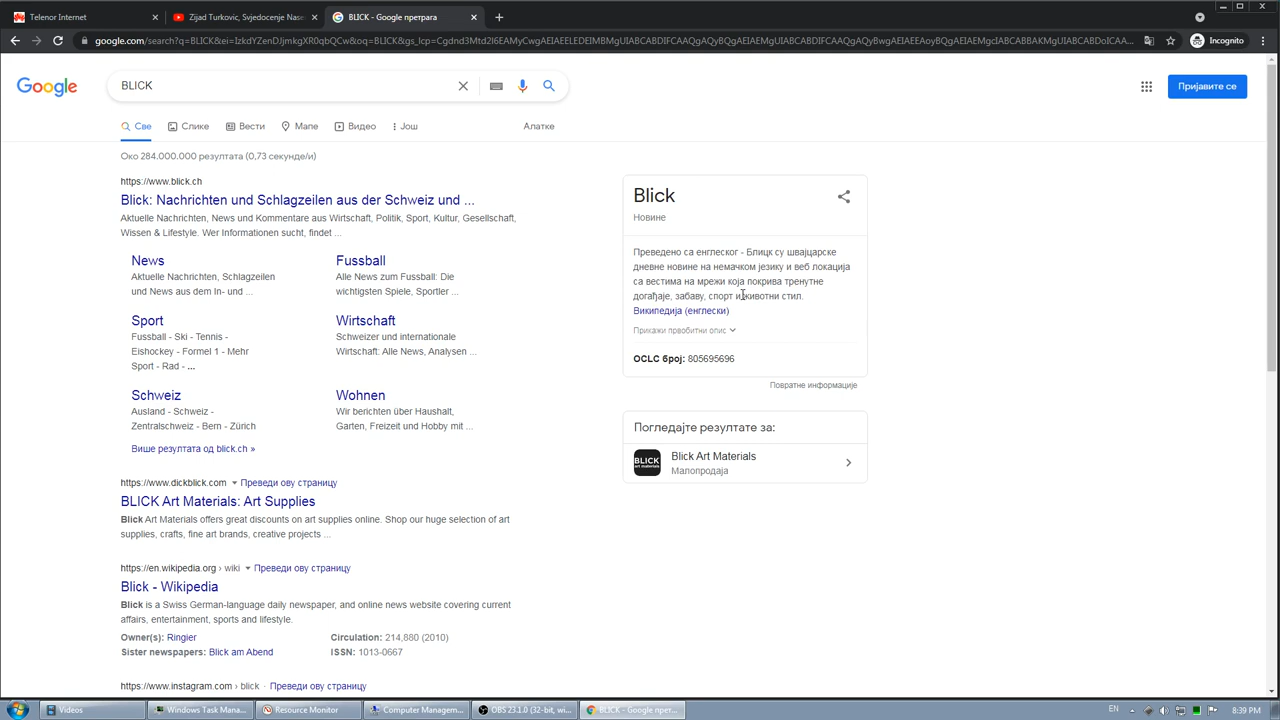 Telenor Internet
Zijad Turkovic, Svjedocenje Nase
BLICK - Google претрага
google.com/search?q=BLICK&ei=
Incognito
Google
BLICK
Пријавите се
Све
Слике
Вести
Мапе
Видео
Још
Алатке
Око 284.000.000 резултата (0,73 секунде/и)
https://www.blick.ch
Blick: Nachrichten und Schlagzeilen aus der Schweiz und ...
Aktuelle Nachrichten, News und Kommentare aus Wirtschaft, Politik, Sport, Kultur, Gesellschaft,
Wissen & Lifestyle. Wer Informationen sucht, findet ...
News
Aktuelle Nachrichten, Schlagzeilen
und News aus dem In- und ...
Fussball
Alle News zum Fussball: Die
wichtigsten Spiele, Sportler ...
Sport
Fussball - Ski - Tennis -
Eishockey - Formel 1 - Mehr
Sport - Rad - ...
Wirtschaft
Schweizer und internationale
Wirtschaft: Alle News, Analysen ...
Schweiz
Ausland - Schweiz -
Zentralschweiz - Bern - Zürich
Wohnen
Wir berichten über Haushalt,
Garten, Freizeit und Hobby mit ...
Више резултата од blick.ch »
https://www.dickblick.com
Преведи ову страницу
BLICK Art Materials: Art Supplies
Blick Art Materials offers great discounts on art supplies online. Shop our huge selection of art
supplies, crafts, fine art brands, creative projects ...
https://en.wikipedia.org › wiki
Преведи ову страницу
Blick - Wikipedia
Blick is a Swiss German-language daily newspaper, and online news website covering current
affairs, entertainment, sports and lifestyle.
Owner(s): Ringier
Circulation: 214,880 (2010)
Sister newspapers: Blick am Abend
ISSN: 1013-0667
https://www.instagram.com › blick
Преведи ову страницу
Blick
Новине
Преведено са енглеског - Блицк су швајцарске
дневне новине на немачком језику и веб локација
са вестима на мрежи која покрива тренутне
догађаје, забаву, спорт и животни стил.
Википедија (енглески)
Прикажи првобитни опис
OCLC број: 805695696
Повратне информације
Погледајте резултате за:
BLICK
art materials
Blick Art Materials
Малопродаја
Videos
Windows Task Mana...
Resource Monitor
Computer Managem...
OBS 23.1.0 (32-bit, wi...
BLICK - Google прет...
EN
8:39 PM